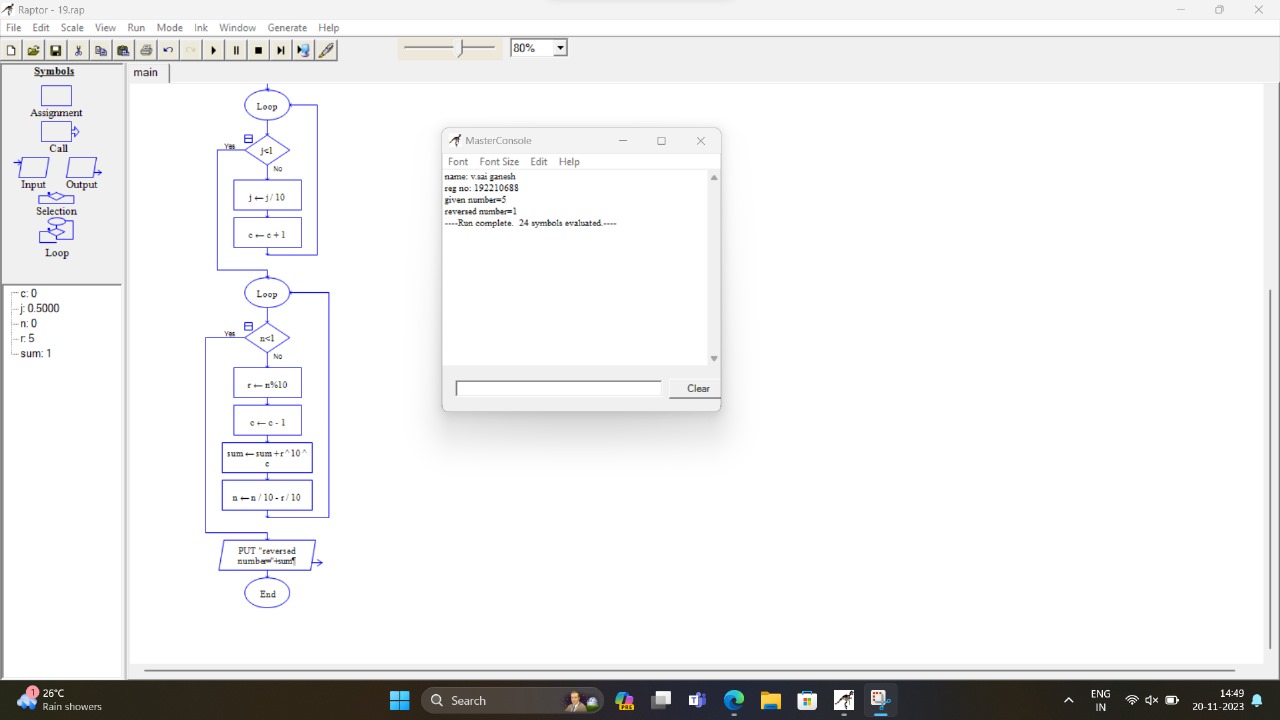 Raptor - 19.rap
File Edit Scale View Run Mode Ink Window Generate Help
80%
Symbols
main
Assignment
Call
Input Output
Selection
Loop
c: 0
j: 0.5000
n: 0
r: 5
sum: 1
Loop
Yes
j<1
No
j ← j / 10
c ← c + 1
Loop
Yes
n<1
No
r ← n%10
c ← c - 1
sum ← sum + r ^ 10 ^
c
n ← n / 10 - r / 10
PUT "reversed
number="+sum¶
End
MasterConsole
Font Font Size Edit Help
name: v.sai ganesh
reg no: 192210688
given number=5
reversed number=1
----Run complete. 24 symbols evaluated.----
Clear
1
26°C
Rain showers
Search
ENG
IN
14:49
20-11-2023